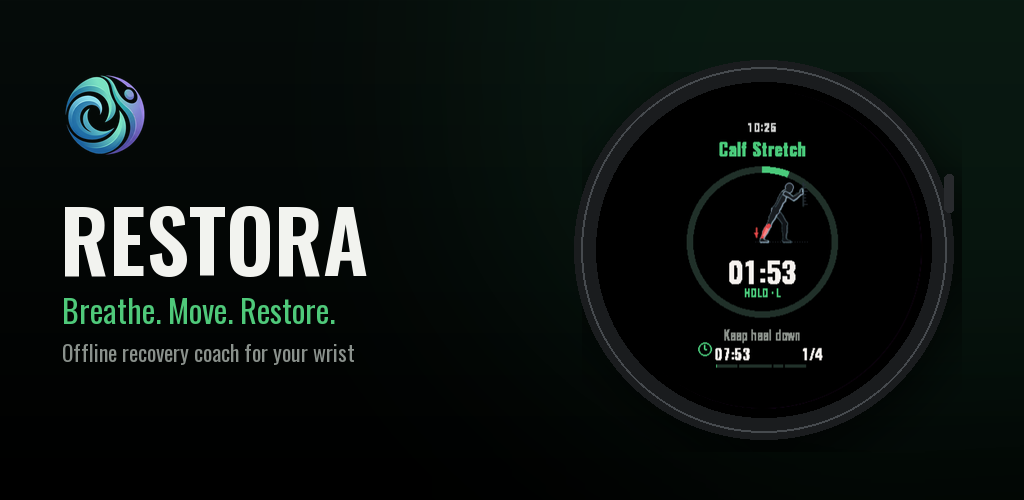 RESTORA
Breathe. Move. Restore.
Offline recovery coach for your wrist
10:26
Calf Stretch
01:53
HOLD · L
Keep heel down
07:53 1/4